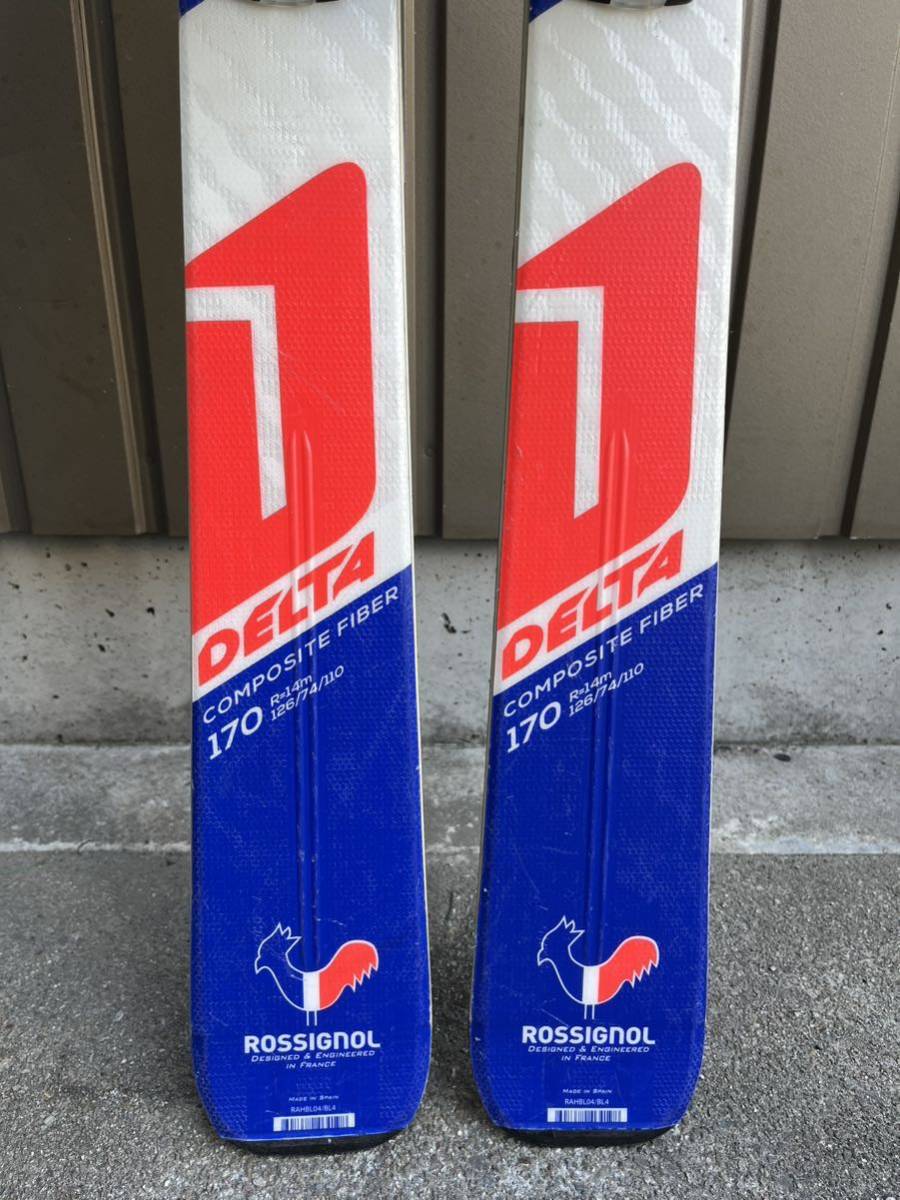 DELTA
COMPOSITE FIBER
170 R=14m
126/74/110
ROSSIGNOL
DESIGNED & ENGINEERED
IN FRANCE
MADE IN SPAIN
RAHBL04/BL4
DELTA
COMPOSITE FIBER
170 R=14m
126/74/110
ROSSIGNOL
DESIGNED & ENGINEERED
IN FRANCE
MADE IN SPAIN
RAHBL04/BL4